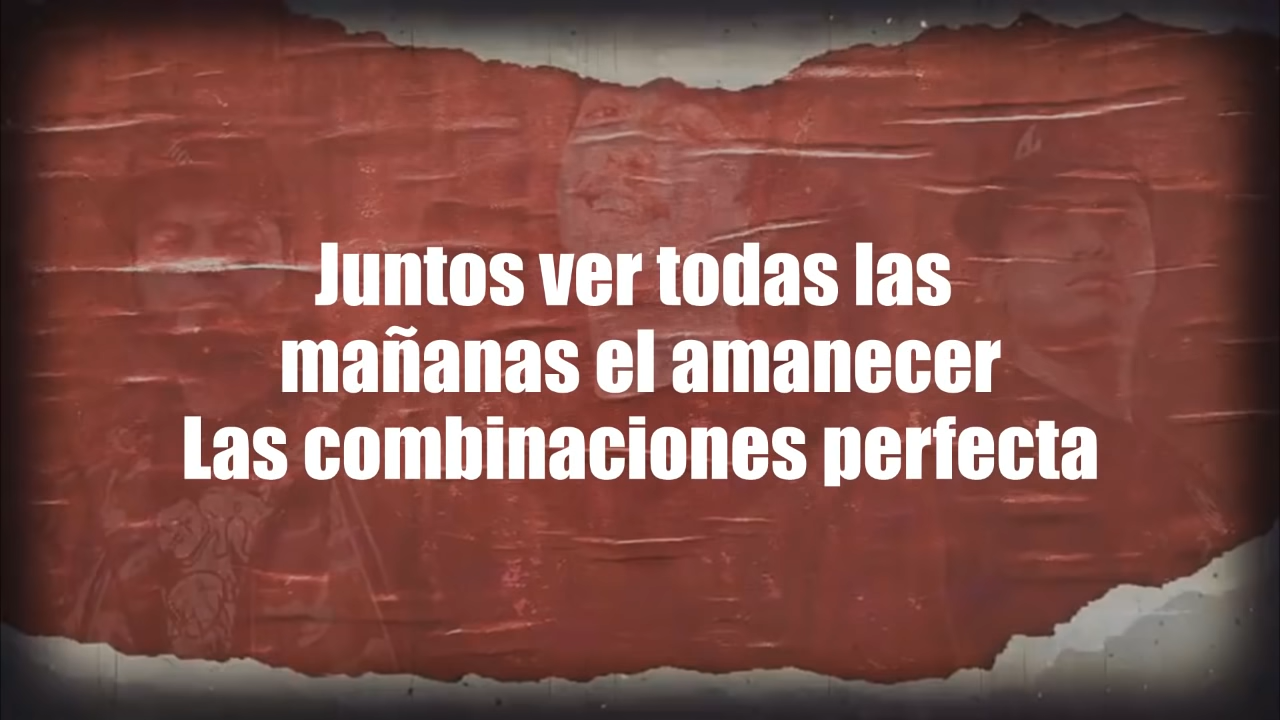 Juntos ver todas las
mañanas el amanecer
Las combinaciones perfecta